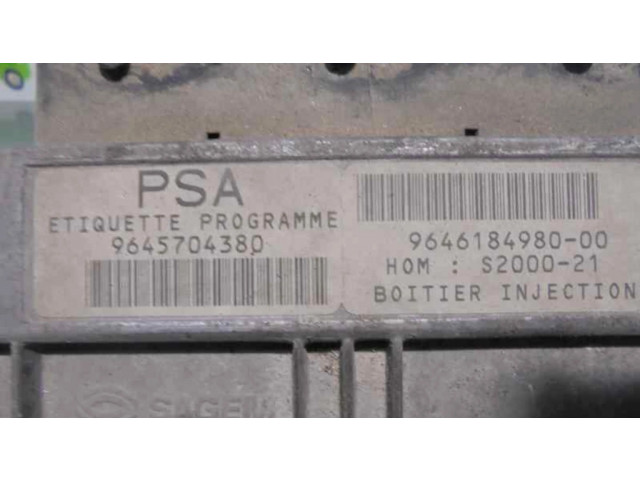 PSA
ETIQUETTE PROGRAMME
9645704380
9646184980-00
HOM : S2000-21
BOITIER INJECTION